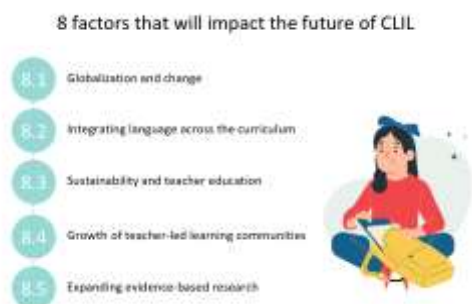 8 factors that will impact the future of CLIL
8.1 Globalization and change
8.2 Integrating language across the curriculum
8.3 Sustainability and teacher education
8.4 Growth of teacher-led learning communities
8.5 Expanding evidence-based research